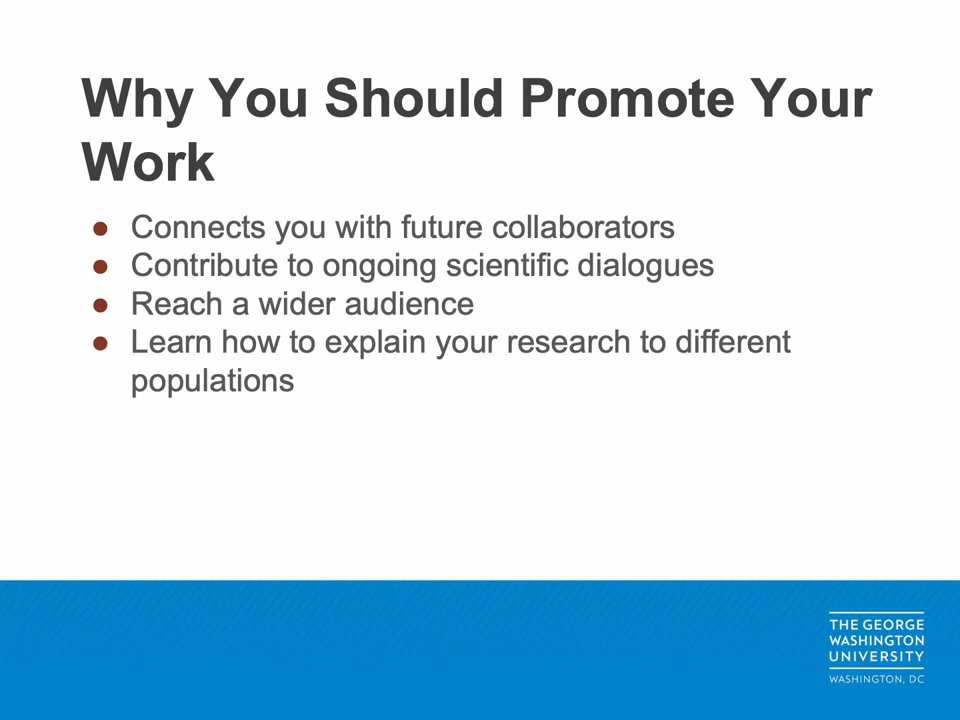 Why You Should Promote Your
Work
● Connects you with future collaborators
● Contribute to ongoing scientific dialogues
● Reach a wider audience
● Learn how to explain your research to different
populations
THE GEORGE
WASHINGTON
UNIVERSITY
WASHINGTON, DC